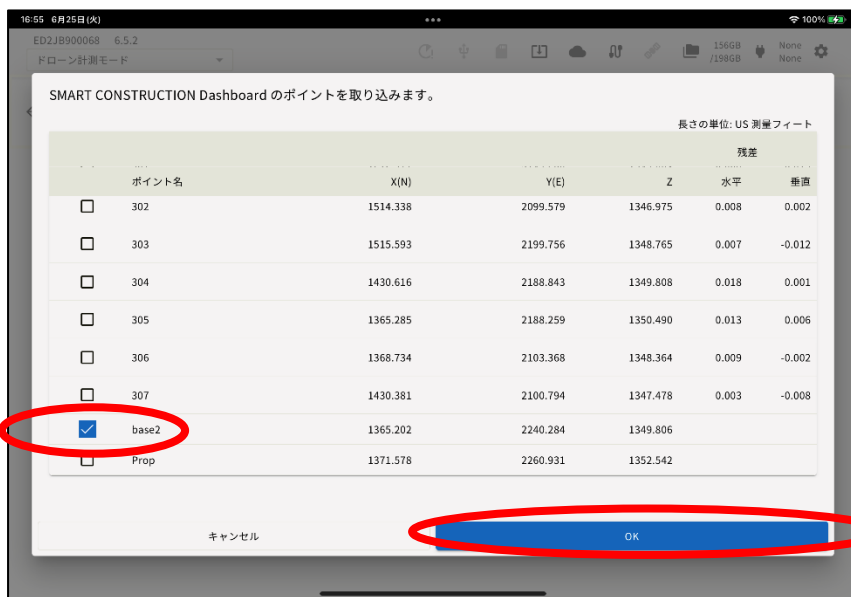 16:55 6月25日(火) 100%
ED2JB900068 6.5.2
ドローン計測モード 156GB /198GB None None
SMART CONSTRUCTION Dashboard のポイントを取り込みます。
長さの単位: US 測量フィート
残差
ポイント名 X(N) Y(E) Z 水平 垂直
302 1514.338 2099.579 1346.975 0.008 0.002
303 1515.593 2199.756 1348.765 0.007 -0.012
304 1430.616 2188.843 1349.808 0.018 0.001
305 1365.285 2188.259 1350.490 0.013 0.006
306 1368.734 2103.368 1348.364 0.009 -0.002
307 1430.381 2100.794 1347.478 0.003 -0.008
base2 1365.202 2240.284 1349.806
Prop 1371.578 2260.931 1352.542
キャンセル OK